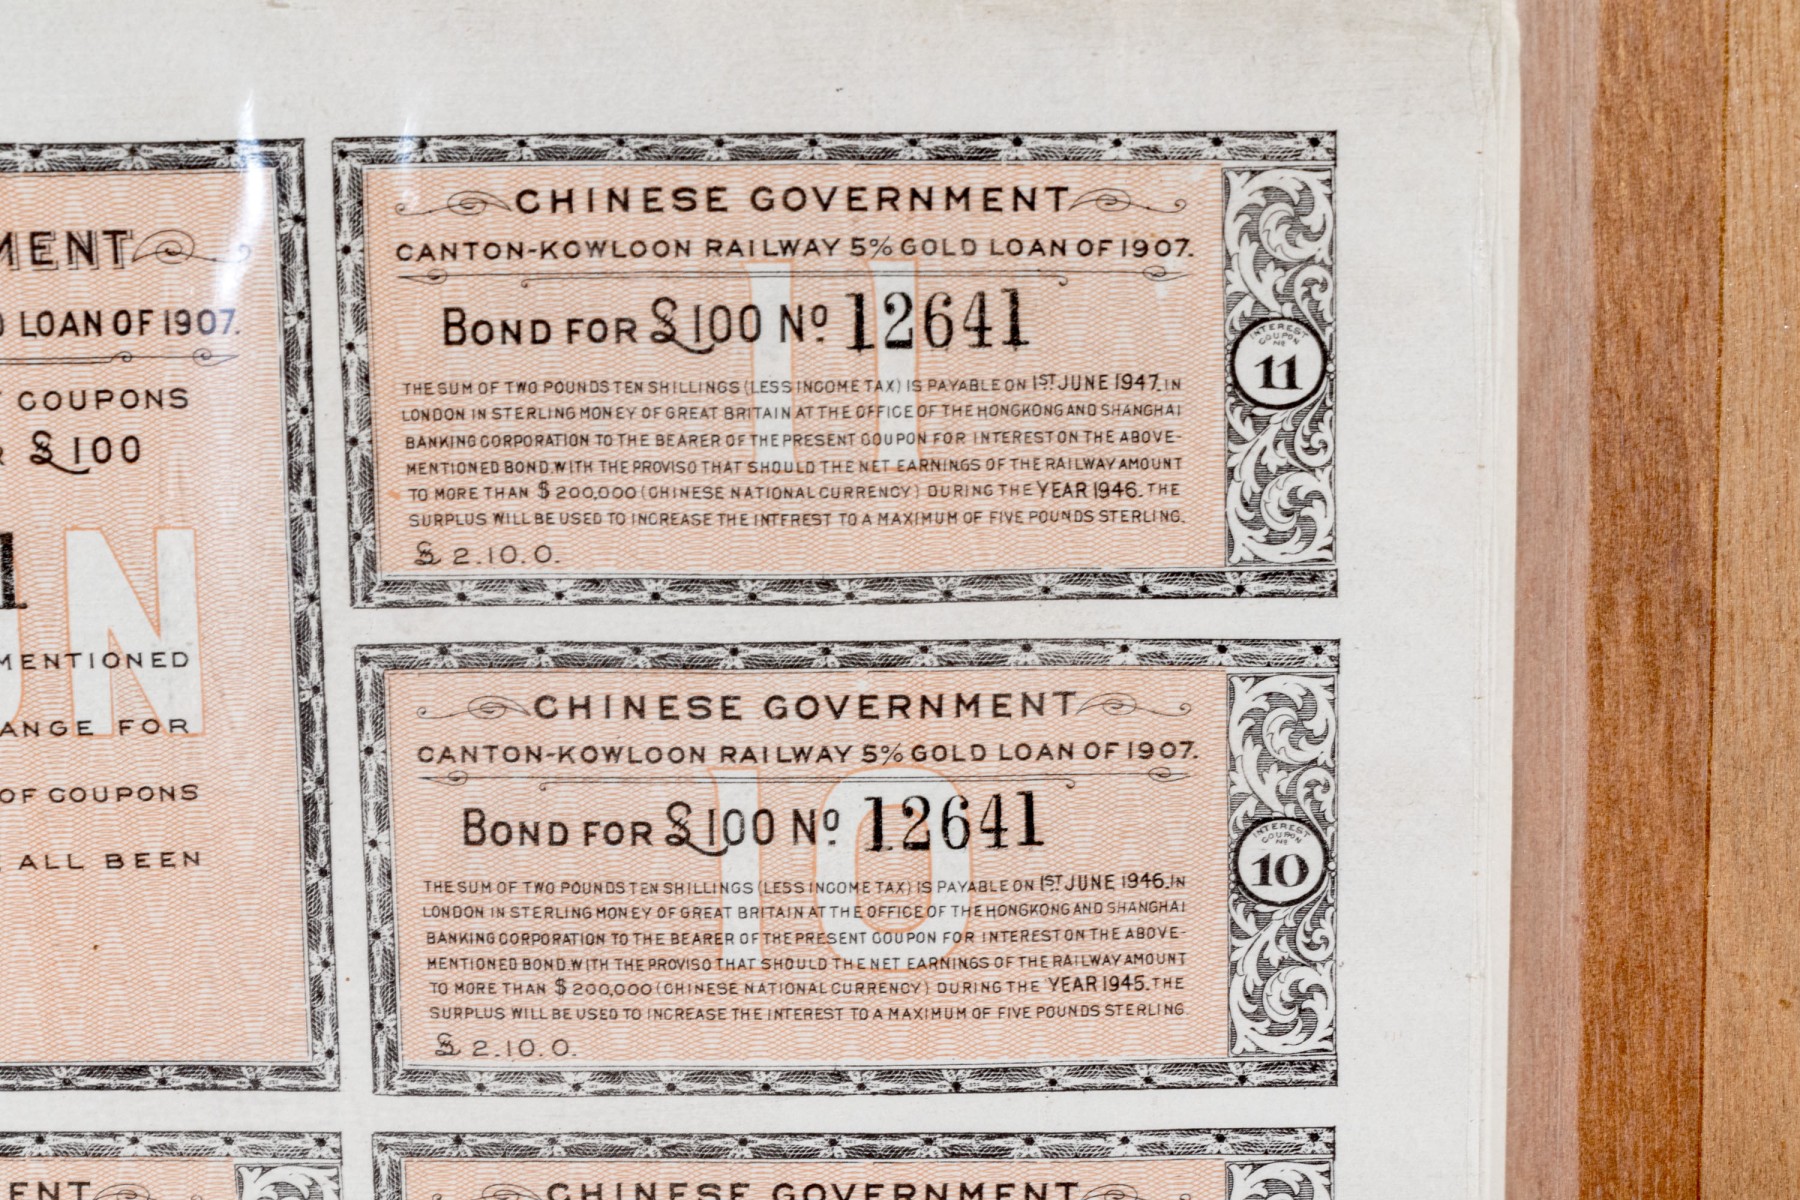 MENT
LOAN OF 1907.
COUPONS
£100
1
N
MENTIONED
ANGE FOR
OF COUPONS
ALL BEEN
ENT
CHINESE GOVERNMENT
CANTON-KOWLOON RAILWAY 5% GOLD LOAN OF 1907.
11
BOND FOR £100 Nº 12641
THE SUM OF TWO POUNDS TEN SHILLINGS (LESS INCOME TAX) IS PAYABLE ON 1ST JUNE 1947. IN
LONDON IN STERLING MONEY OF GREAT BRITAIN AT THE OFFICE OF THE HONGKONG AND SHANGHAI
BANKING CORPORATION TO THE BEARER OF THE PRESENT COUPON FOR INTEREST ON THE ABOVE-
MENTIONED BOND. WITH THE PROVISO THAT SHOULD THE NET EARNINGS OF THE RAILWAY AMOUNT
TO MORE THAN $200,000 (CHINESE NATIONAL CURRENCY) DURING THE YEAR 1946. THE
SURPLUS WILL BE USED TO INCREASE THE INTEREST TO A MAXIMUM OF FIVE POUNDS STERLING.
£ 2.10.0.
INTEREST
COUPON
Nº
11
CHINESE GOVERNMENT
CANTON-KOWLOON RAILWAY 5% GOLD LOAN OF 1907.
10
BOND FOR £100 Nº 12641
THE SUM OF TWO POUNDS TEN SHILLINGS (LESS INCOME TAX) IS PAYABLE ON 1ST JUNE 1946. IN
LONDON IN STERLING MONEY OF GREAT BRITAIN AT THE OFFICE OF THE HONGKONG AND SHANGHAI
BANKING CORPORATION TO THE BEARER OF THE PRESENT COUPON FOR INTEREST ON THE ABOVE-
MENTIONED BOND. WITH THE PROVISO THAT SHOULD THE NET EARNINGS OF THE RAILWAY AMOUNT
TO MORE THAN $200,000 (CHINESE NATIONAL CURRENCY) DURING THE YEAR 1945. THE
SURPLUS WILL BE USED TO INCREASE THE INTEREST TO A MAXIMUM OF FIVE POUNDS STERLING.
£ 2.10.0.
INTEREST
COUPON
Nº
10
CHINESE GOVERNMENT